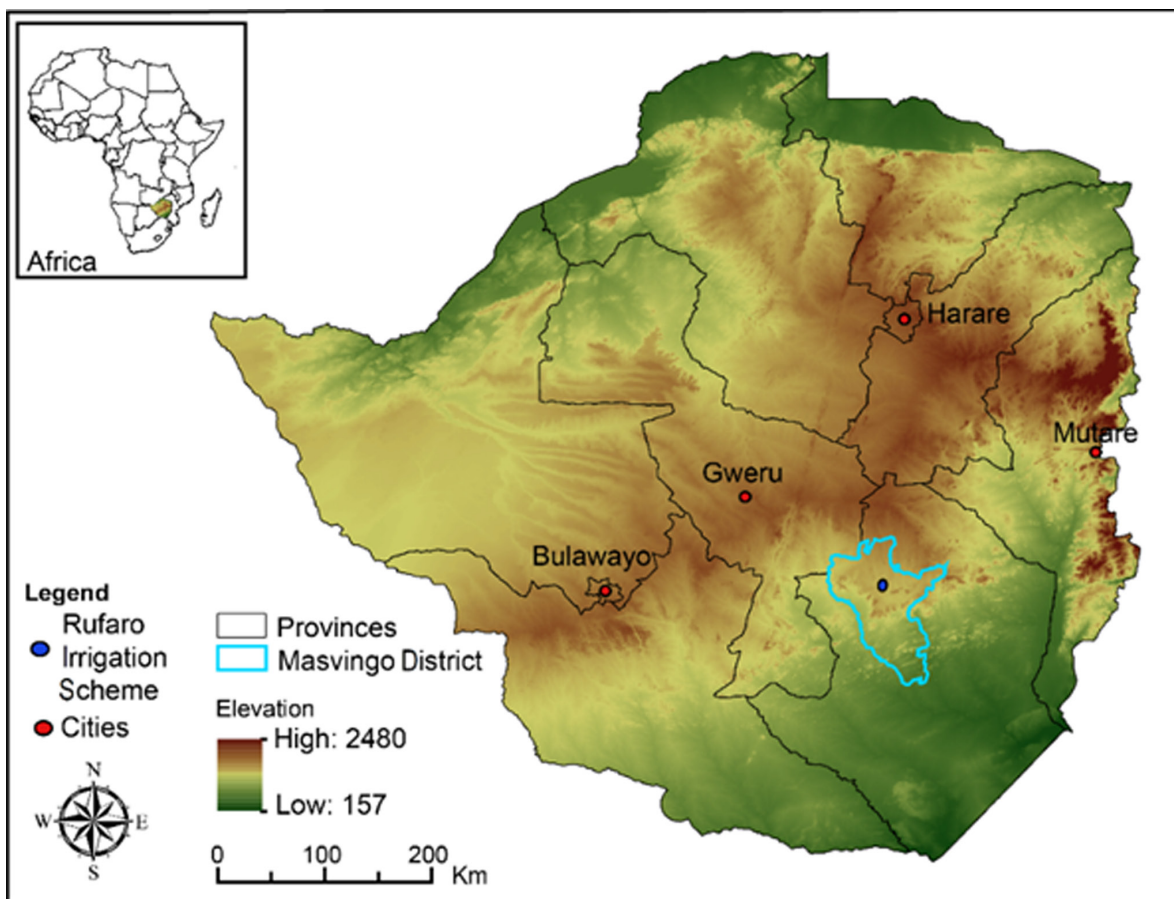 Africa
Harare
Mutare
Gweru
Bulawayo
Legend
Rufaro
Irrigation
Scheme
Cities
Provinces
Masvingo District
Elevation
High: 2480
Low: 157
N
W E
S
0 100 200
Km